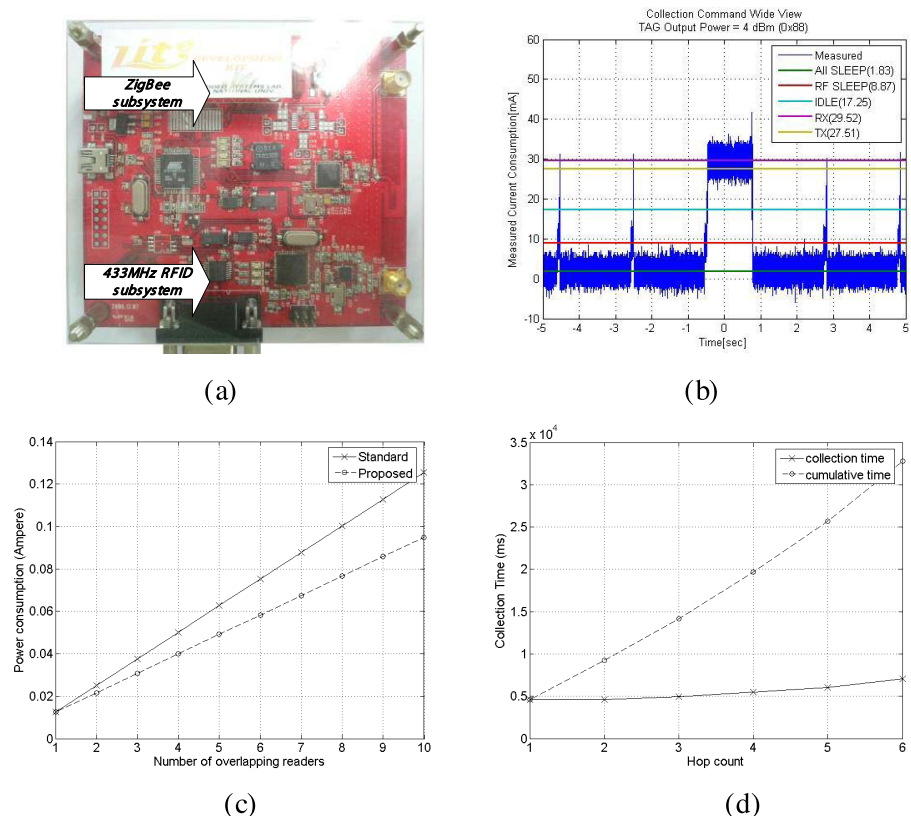 ZigBee
subsystem
433MHz RFID
subsystem
DEVELOPMENT
KIT
(a)
Collection Command Wide View
TAG Output Power = 4 dBm (0x88)
Measured Current Consumption[mA]
60
50
40
30
20
10
0
-10
Measured
All SLEEP(1.83)
RF SLEEP(8.87)
IDLE(17.25)
RX(29.52)
TX(27.51)
-5 -4 -3 -2 -1 0 1 2 3 4 5
Time[sec]
(b)
Power consumption (Ampere)
0.14
0.12
0.1
0.08
0.06
0.04
0.02
0
Standard
Proposed
1 2 3 4 5 6 7 8 9 10
Number of overlapping readers
(c)
Collection Time (ms)
x 10^4
3.5
3
2.5
2
1.5
1
0.5
0
collection time
cumulative time
1 2 3 4 5 6
Hop count
(d)